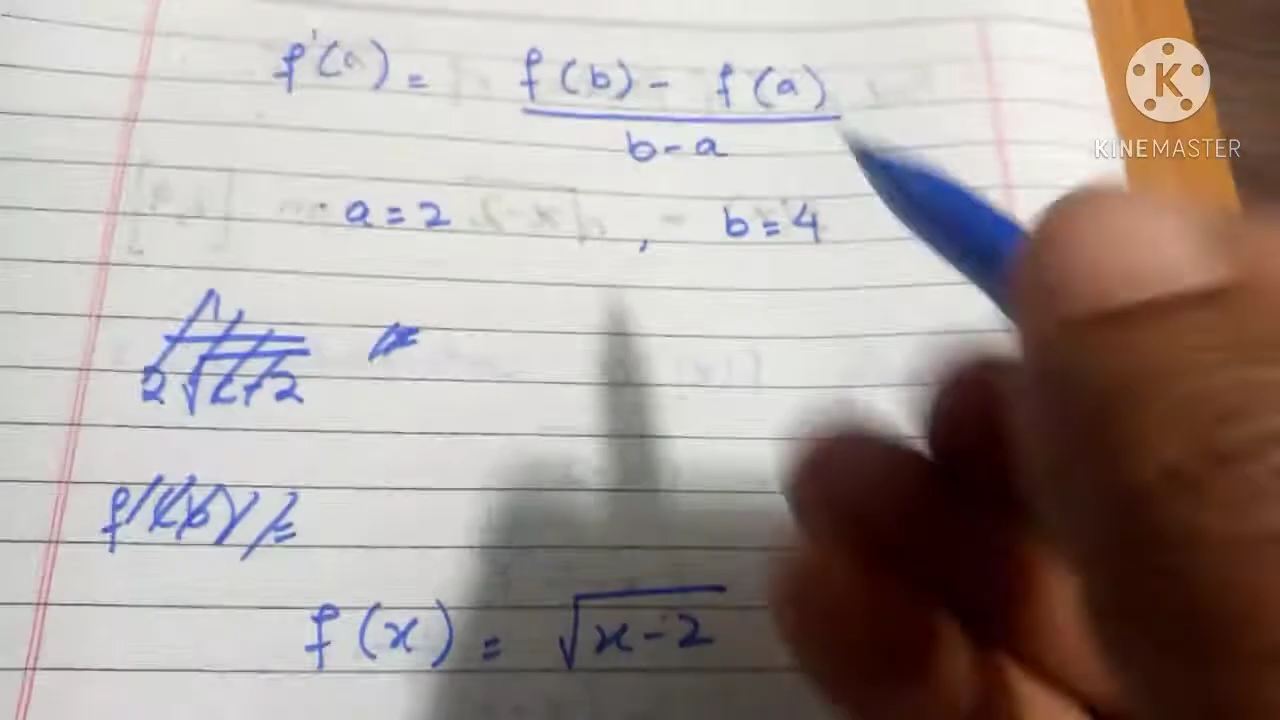 f'(a) = f(b) - f(a)
b-a
a = 2 , b = 4
f(x) = √x-2
K
KINEMASTER